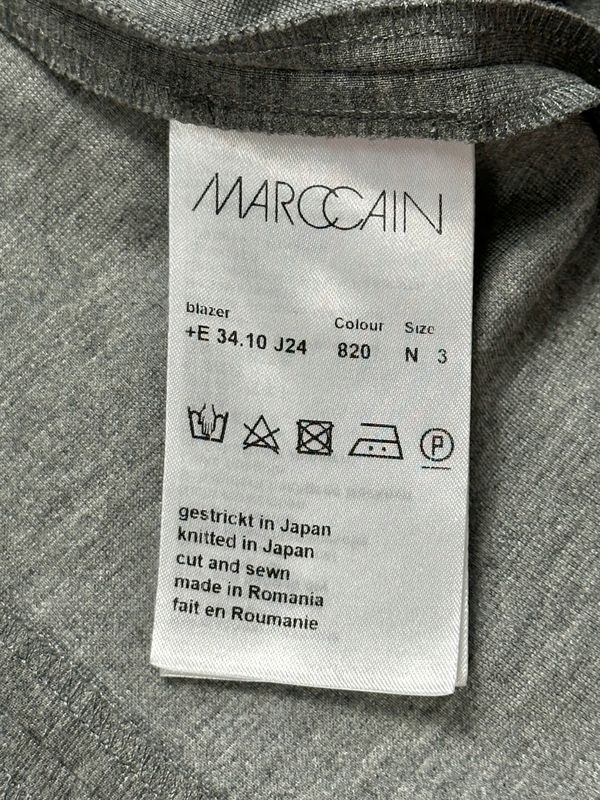 MARCCAIN
blazer Colour Size
+E 34.10 J24 820 N 3
P
gestrickt in Japan
knitted in Japan
cut and sewn
made in Romania
fait en Roumanie